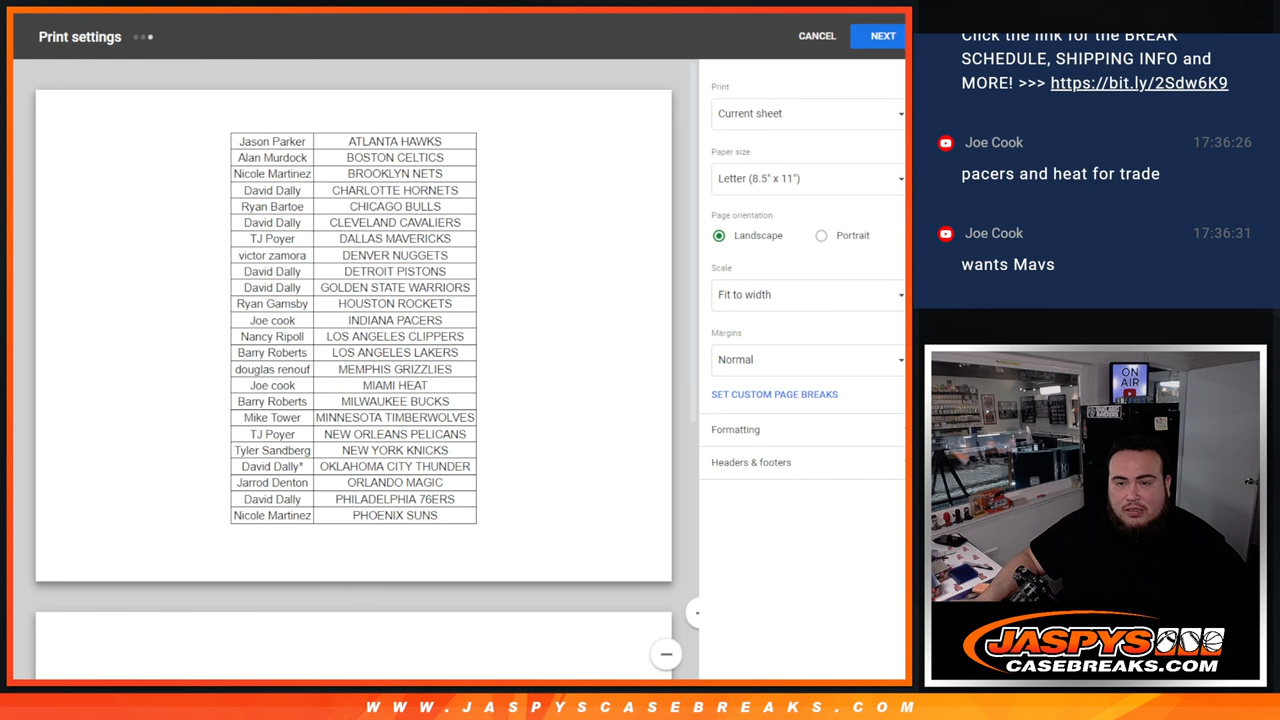 Print settings
CANCEL
NEXT
Jason Parker ATLANTA HAWKS
Alan Murdock BOSTON CELTICS
Nicole Martinez BROOKLYN NETS
David Dally CHARLOTTE HORNETS
Ryan Bartoe CHICAGO BULLS
David Dally CLEVELAND CAVALIERS
TJ Poyer DALLAS MAVERICKS
victor zamora DENVER NUGGETS
David Dally DETROIT PISTONS
David Dally GOLDEN STATE WARRIORS
Ryan Gamsby HOUSTON ROCKETS
Joe cook INDIANA PACERS
Nancy Ripoll LOS ANGELES CLIPPERS
Barry Roberts LOS ANGELES LAKERS
douglas renouf MEMPHIS GRIZZLIES
Joe cook MIAMI HEAT
Barry Roberts MILWAUKEE BUCKS
Mike Tower MINNESOTA TIMBERWOLVES
TJ Poyer NEW ORLEANS PELICANS
Tyler Sandberg NEW YORK KNICKS
David Dally* OKLAHOMA CITY THUNDER
Jarrod Denton ORLANDO MAGIC
David Dally PHILADELPHIA 76ERS
Nicole Martinez PHOENIX SUNS
Print
Current sheet
Paper size
Letter (8.5" x 11")
Page orientation
Landscape Portrait
Scale
Fit to width
Margins
Normal
SET CUSTOM PAGE BREAKS
Formatting
Headers & footers
Click the link for the BREAK
SCHEDULE, SHIPPING INFO and
MORE! >>> https://bit.ly/2Sdw6K9
Joe Cook 17:36:26
pacers and heat for trade
Joe Cook 17:36:31
wants Mavs
ON
AIR
JASPYS
CASEBREAKS.COM
WWW.JASPYSCASEBREAKS.COM